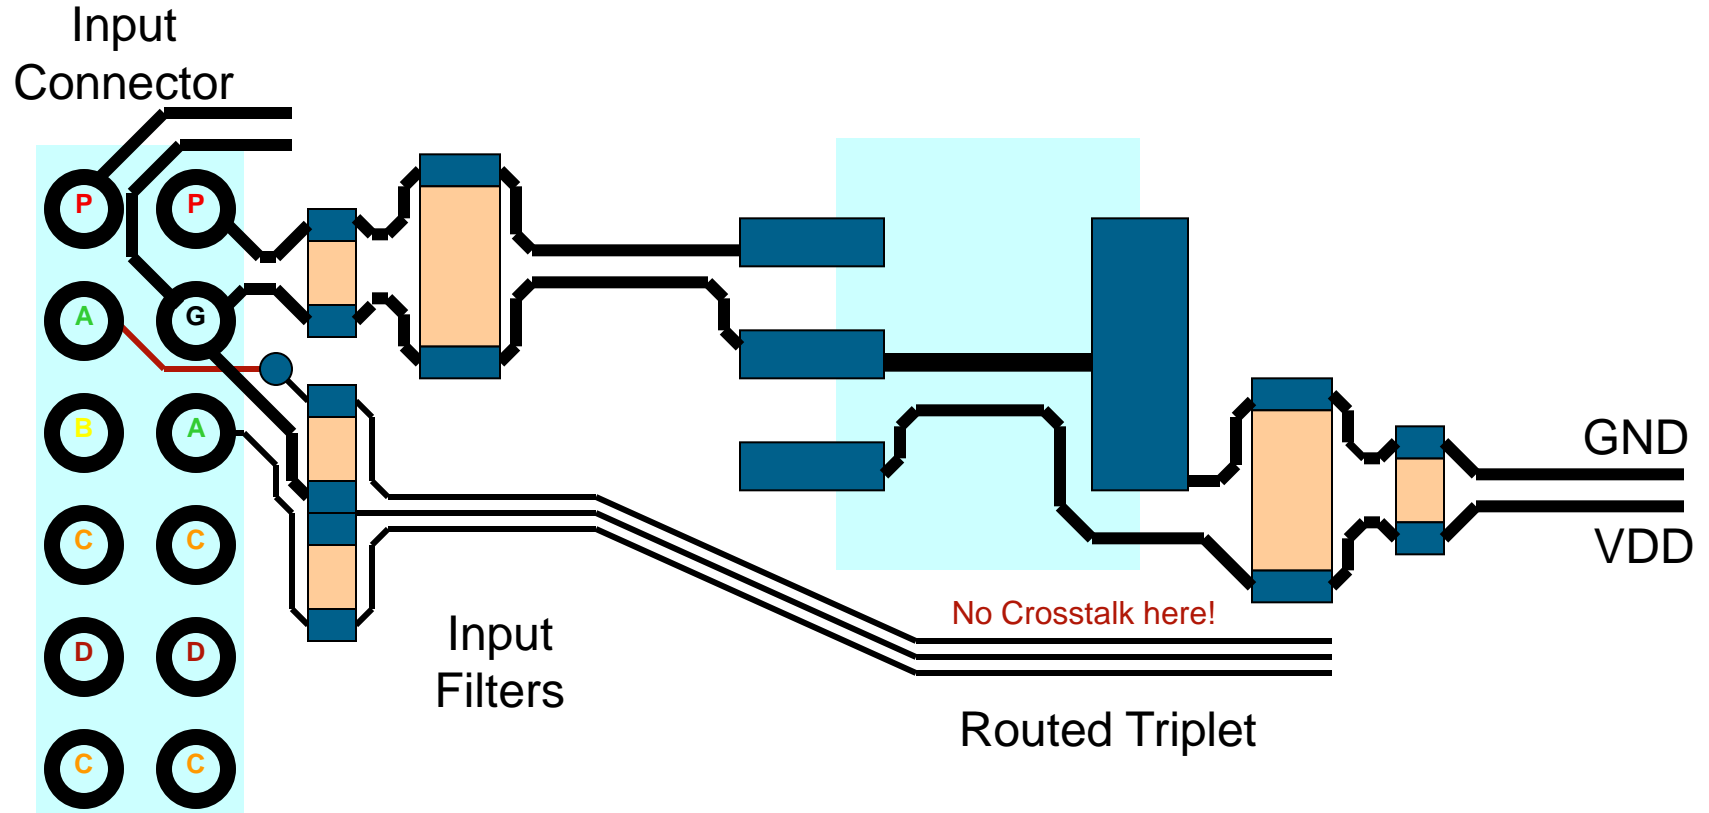 Input
Connector
P P
A G
B A
C C
D D
C C
Input
Filters
No Crosstalk here!
Routed Triplet
GND
VDD